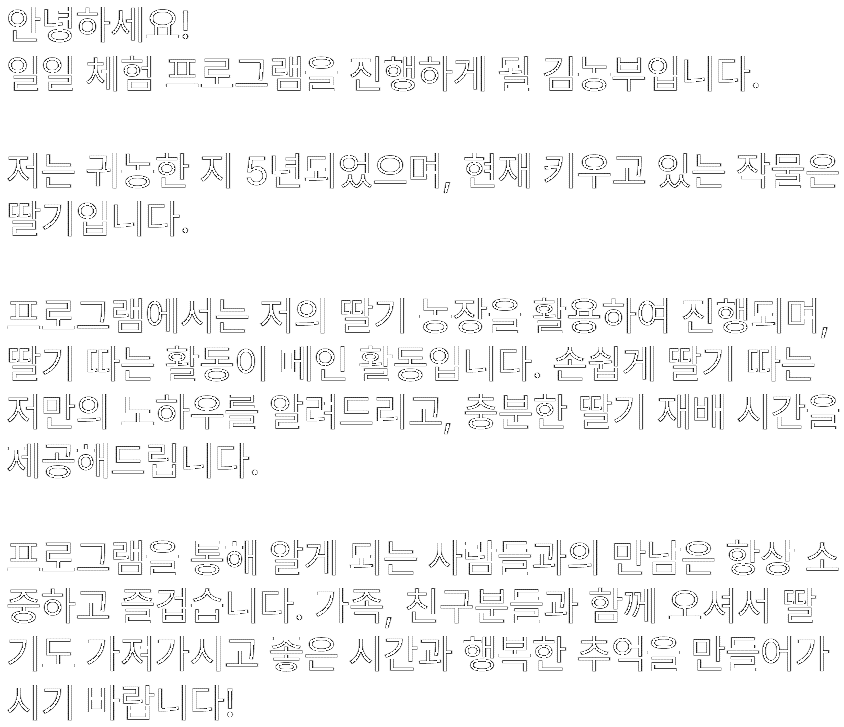 안녕하세요!
일일 체험 프로그램을 진행하게 될 김농부입니다.
저는 귀농한 지 5년되었으며, 현재 키우고 있는 작물은
딸기입니다.
프로그램에서는 저의 딸기 농장을 활용하여 진행되며,
딸기 따는 활동이 메인 활동입니다. 손쉽게 딸기 따는
저만의 노하우를 알려드리고, 충분한 딸기 재배 시간을
제공해드립니다.
프로그램을 통해 알게 되는 사람들과의 만남은 항상 소
중하고 즐겁습니다. 가족, 친구분들과 함께 오셔서 딸
기도 가져가시고 좋은 시간과 행복한 추억을 만들어가
시기 바랍니다!